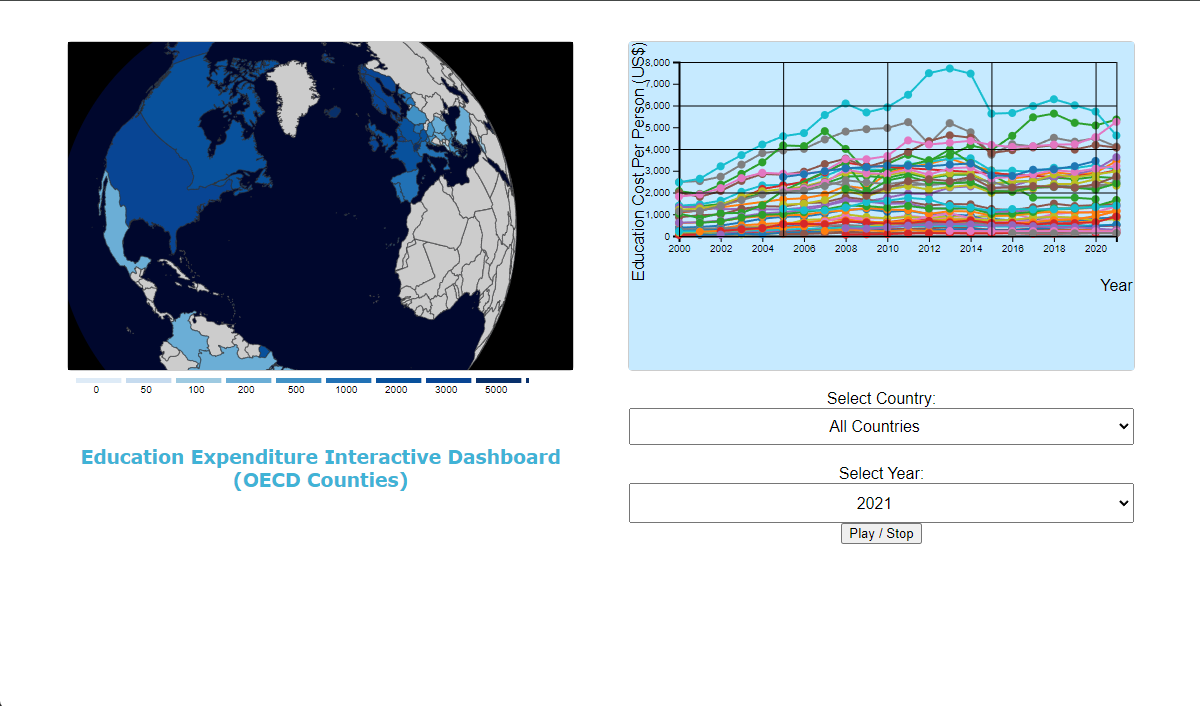 0 50 100 200 500 1000 2000 3000 5000
Education Expenditure Interactive Dashboard
(OECD Counties)
Education Cost Per Person (US$)
8,000
7,000
6,000
5,000
4,000
3,000
2,000
1,000
0
2000 2002 2004 2006 2008 2010 2012 2014 2016 2018 2020
Year
Select Country:
All Countries
Select Year:
2021
Play / Stop